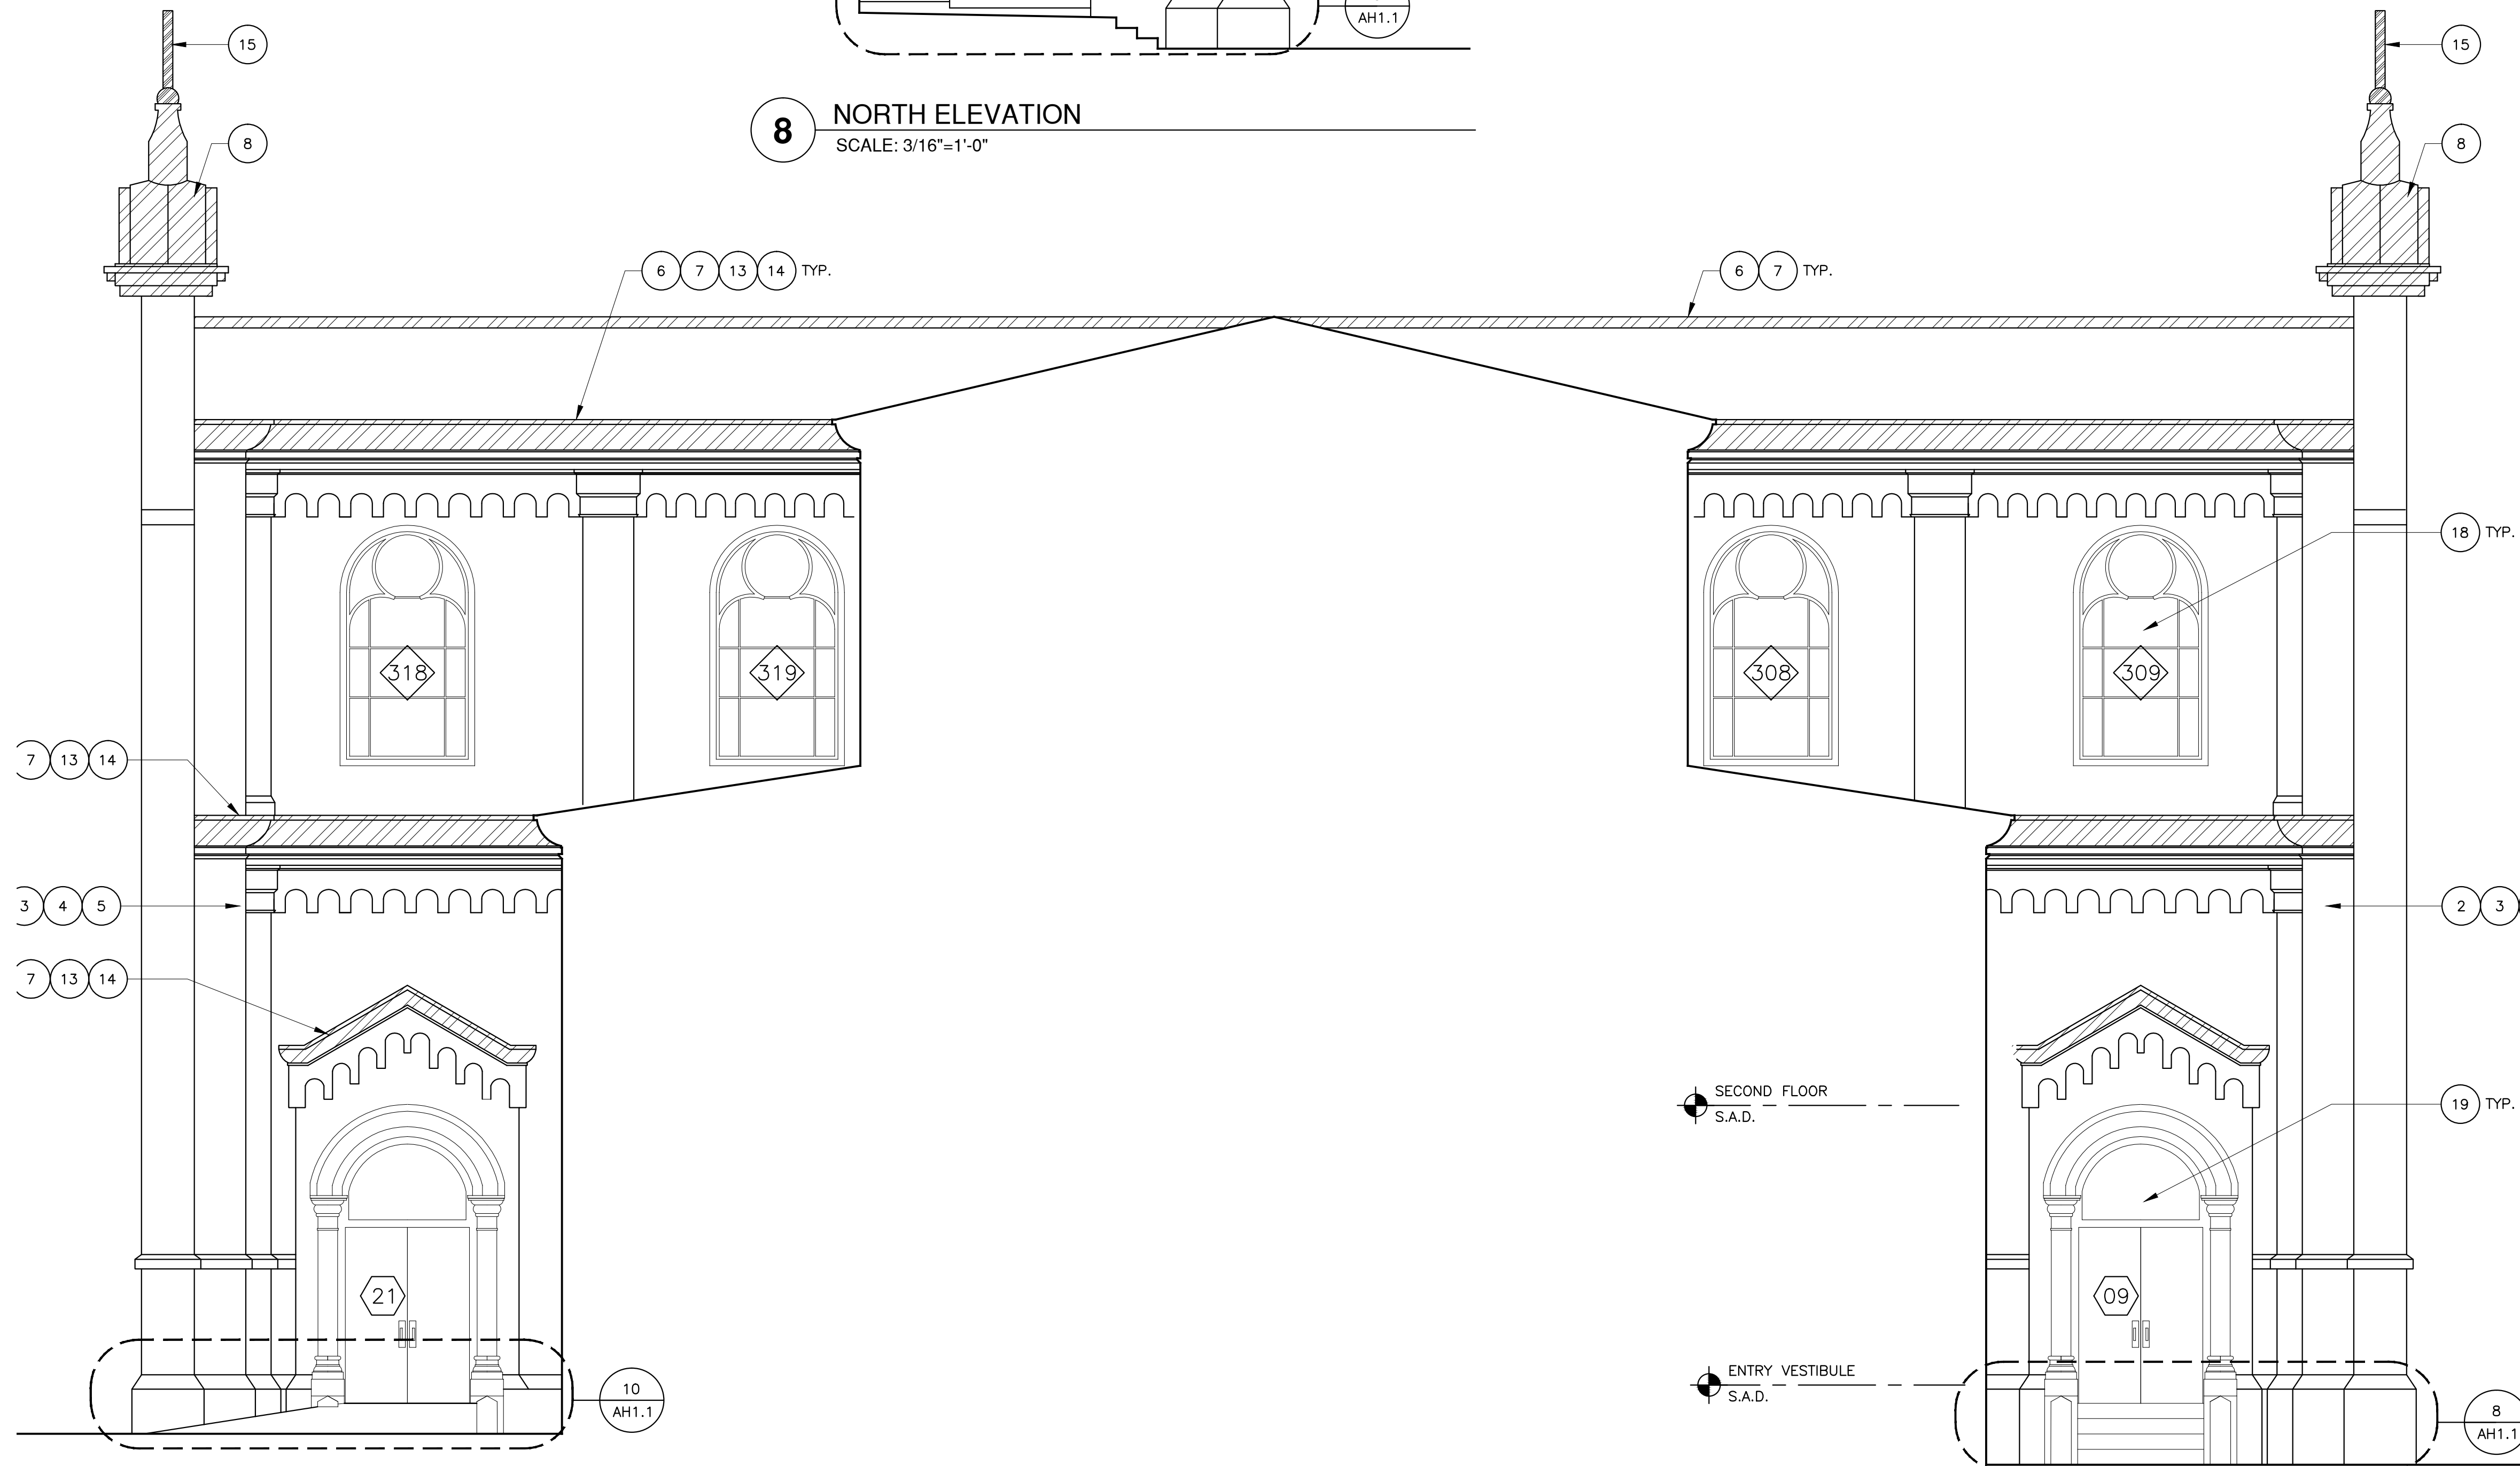 AH1.1
15
15
8
NORTH ELEVATION
SCALE: 3/16"=1'-0"
8
8
6 7 13 14 TYP.
6 7 TYP.
18 TYP.
318
319
308
309
7 13 14
3 4 5
2 3
7 13 14
SECOND FLOOR
S.A.D.
19 TYP.
21
09
ENTRY VESTIBULE
S.A.D.
10
AH1.1
8
AH1.1